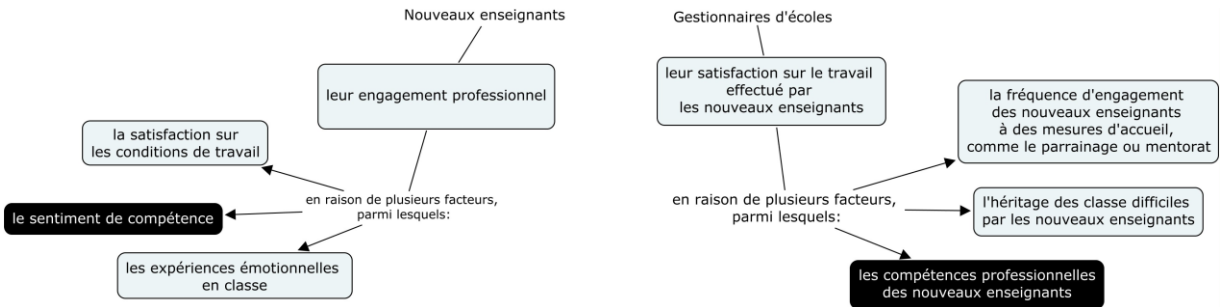 Nouveaux enseignants
leur engagement professionnel
la satisfaction sur
les conditions de travail
en raison de plusieurs facteurs,
parmi lesquels:
le sentiment de compétence
les expériences émotionnelles
en classe
Gestionnaires d'écoles
leur satisfaction sur le travail
effectué par
les nouveaux enseignants
la fréquence d'engagement
des nouveaux enseignants
à des mesures d'accueil,
comme le parrainage ou mentorat
en raison de plusieurs facteurs,
parmi lesquels:
l'héritage des classe difficiles
par les nouveaux enseignants
les compétences professionnelles
des nouveaux enseignants